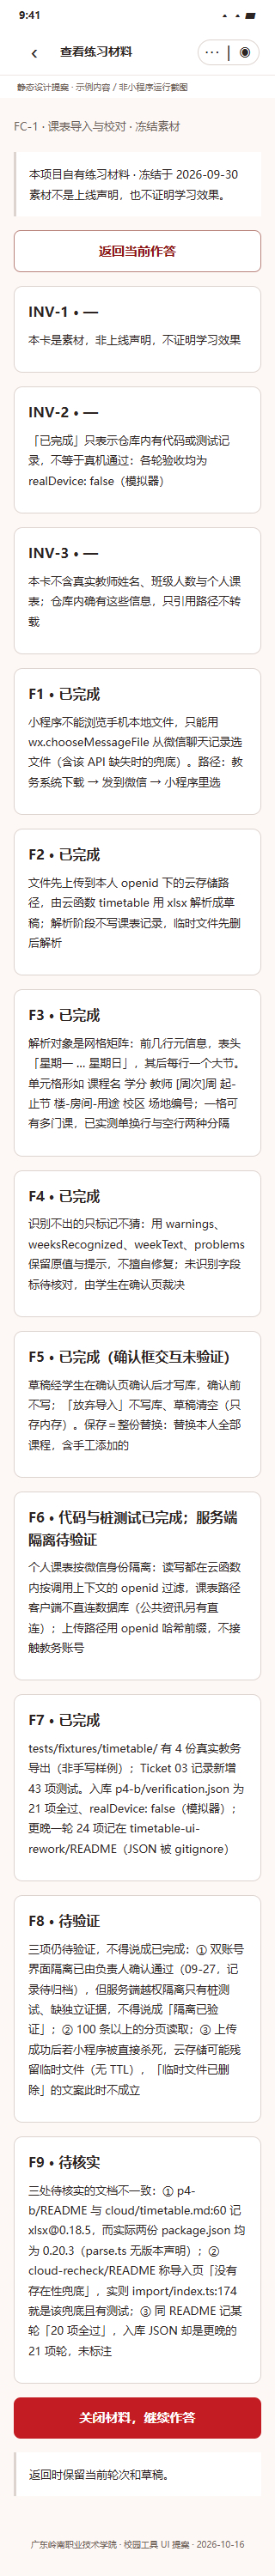 9:41
查看练习材料
静态设计提案 · 示例内容 / 非小程序运行截图
FC-1 · 课表导入与校对 · 冻结素材
本项目自有练习材料 · 冻结于 2026-09-30
素材不是上线声明，也不证明学习效果。
返回当前作答
INV-1 • —
本卡是素材，非上线声明，不证明学习效果
INV-2 • —
「已完成」只表示仓库内有代码或测试记
录，不等于真机通过：各轮验收均为
realDevice: false（模拟器）
INV-3 • —
本卡不含真实教师姓名、班级人数与个人课
表；仓库内确有这些信息，只引用路径不转
载
F1 • 已完成
小程序不能浏览手机本地文件，只能用
wx.chooseMessageFile 从微信聊天记录选
文件（含该 API 缺失时的兜底）。路径：教
务系统下载 → 发到微信 → 小程序里选
F2 • 已完成
文件先上传到本人 openid 下的云存储路
径，由云函数 timetable 用 xlsx 解析成草
稿；解析阶段不写课表记录，临时文件先删
后解析
F3 • 已完成
解析对象是网格矩阵：前几行元信息，表头
「星期一 … 星期日」，其后每行一个大节。
单元格形如 课程名 学分 教师 [周次]周 起-
止节 楼-房间-用途 校区 场地编号；一格可
有多门课，已实测单换行与空行两种分隔
F4 • 已完成
识别不出的只标记不猜：用 warnings、
weeksRecognized、weekText、problems
保留原值与提示，不擅自修复；未识别字段
标待核对，由学生在确认页裁决
F5 • 已完成（确认框交互未验证）
草稿经学生在确认页确认后才写库，确认前
不写；「放弃导入」不写库、草稿清空（只
存内存）。保存＝整份替换：替换本人全部
课程，含手工添加的
F6 • 代码与桩测试已完成；服务端
隔离待验证
个人课表按微信身份隔离：读写都在云函数
内按调用上下文的 openid 过滤，课表路径
客户端不直连数据库（公共资讯另有直
连）；上传路径用 openid 哈希前缀，不接
触教务账号
F7 • 已完成
tests/fixtures/timetable/ 有 4 份真实教务
导出（非手写样例）；Ticket 03 记录新增
43 项测试。入库 p4-b/verification.json 为
21 项全过、realDevice: false（模拟器）；
更晚一轮 24 项记在 timetable-ui-
rework/README（JSON 被 gitignore）
F8 • 待验证
三项仍待验证，不得说成已完成：① 双账号
界面隔离已由负责人确认通过（09-27，记
录待归档），但服务端越权隔离只有桩测
试、缺独立证据，不得说成「隔离已验
证」；② 100 条以上的分页读取；③ 上传
成功后若小程序被直接杀死，云存储可能残
留临时文件（无 TTL），「临时文件已删
除」的文案此时不成立
F9 • 待核实
三处待核实的文档不一致：① p4-
b/README 与 cloud/timetable.md:60 记
xlsx@0.18.5，而实际两份 package.json 均
为 0.20.3（parse.ts 无版本声明）；②
cloud-recheck/README 称导入页「没有
存在性兜底」，实则 import/index.ts:174
就是该兜底且有测试；③ 同 README 记某
轮「20 项全过」，入库 JSON 却是更晚的
21 项轮，未标注
关闭材料，继续作答
返回时保留当前轮次和草稿。
广东岭南职业技术学院 · 校园工具 UI 提案 · 2026-10-16